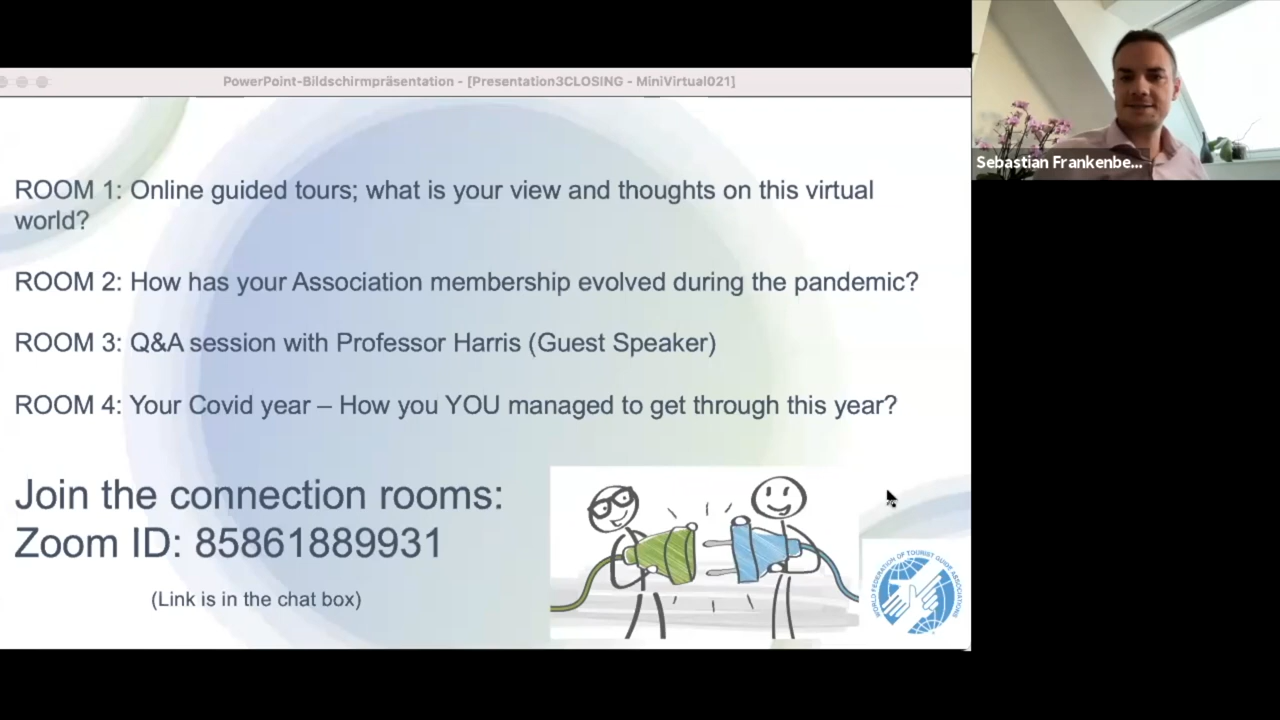 PowerPoint-Bildschirmpräsentation - [Presentation3CLOSING - MiniVirtual021]
Sebastian Frankenbe...
ROOM 1: Online guided tours; what is your view and thoughts on this virtual
world?
ROOM 2: How has your Association membership evolved during the pandemic?
ROOM 3: Q&A session with Professor Harris (Guest Speaker)
ROOM 4: Your Covid year – How you YOU managed to get through this year?
Join the connection rooms:
Zoom ID: 85861889931
(Link is in the chat box)
WORLD FEDERATION OF TOURIST GUIDE ASSOCIATIONS